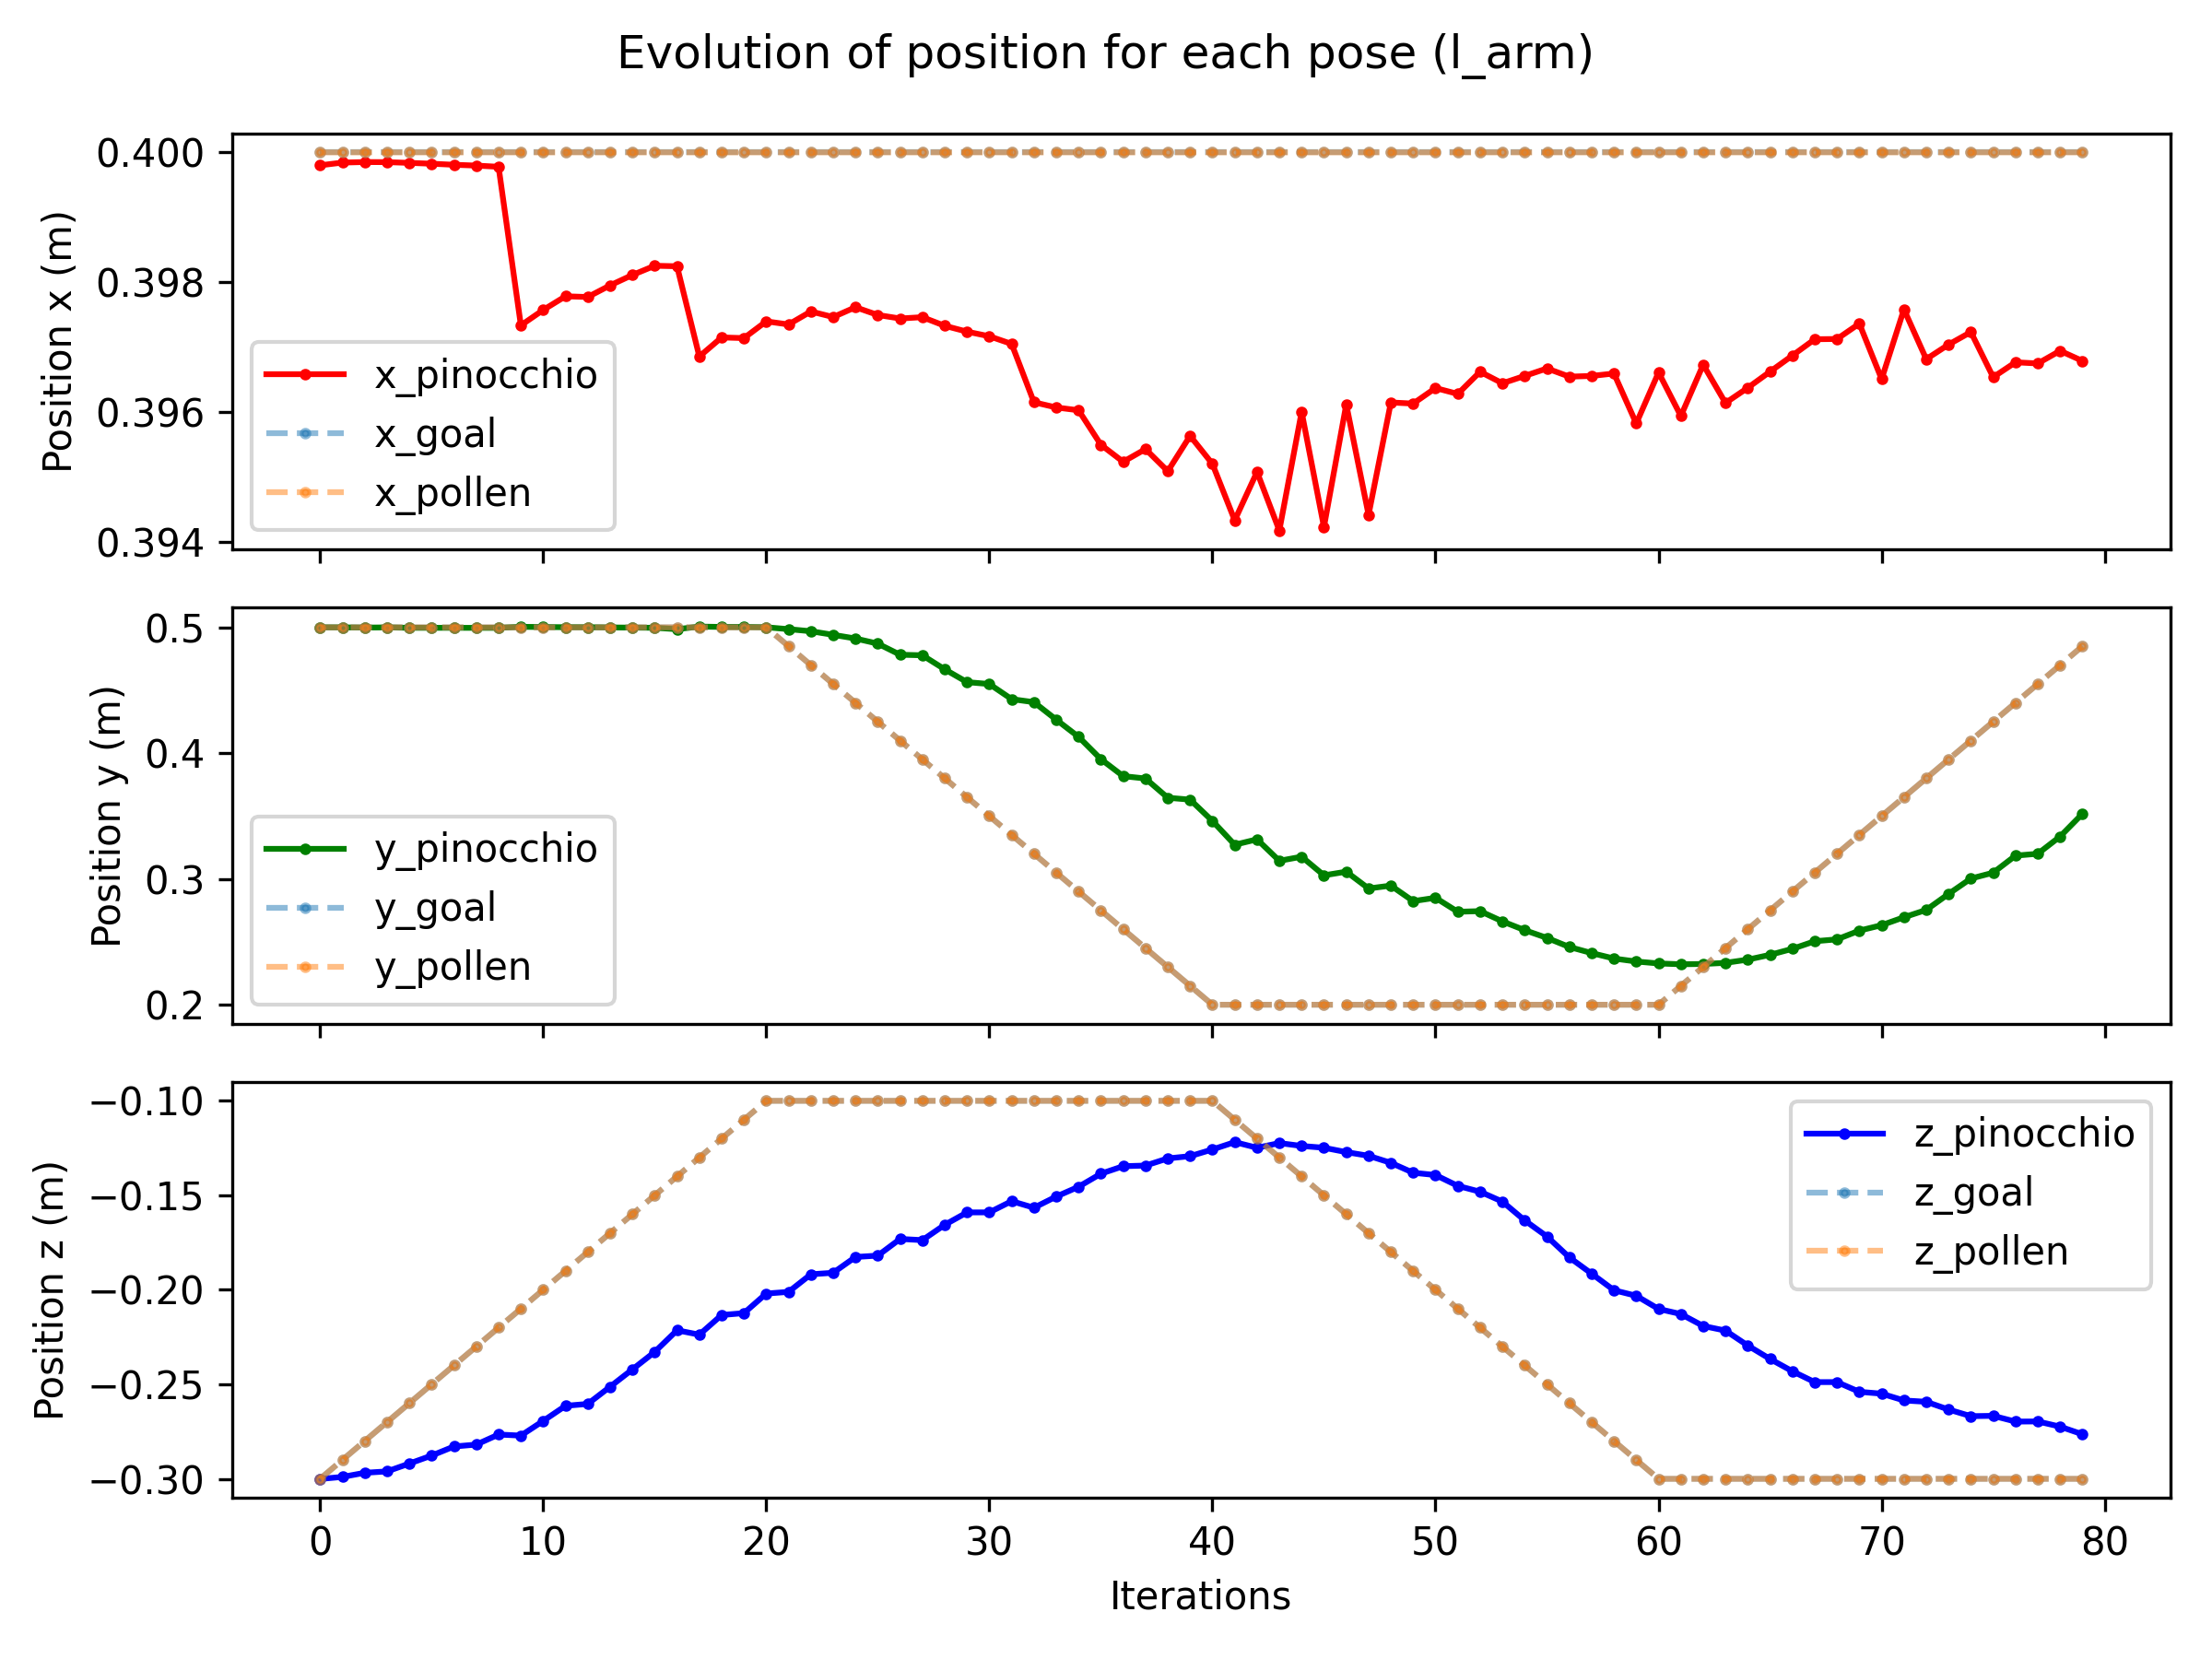 Evolution of position for each pose (l_arm)
Position x (m)
0.400
0.398
0.396
0.394
x_pinocchio
x_goal
x_pollen
Position y (m)
0.5
0.4
0.3
0.2
y_pinocchio
y_goal
y_pollen
Position z (m)
−0.10
−0.15
−0.20
−0.25
−0.30
z_pinocchio
z_goal
z_pollen
0 10 20 30 40 50 60 70 80
Iterations